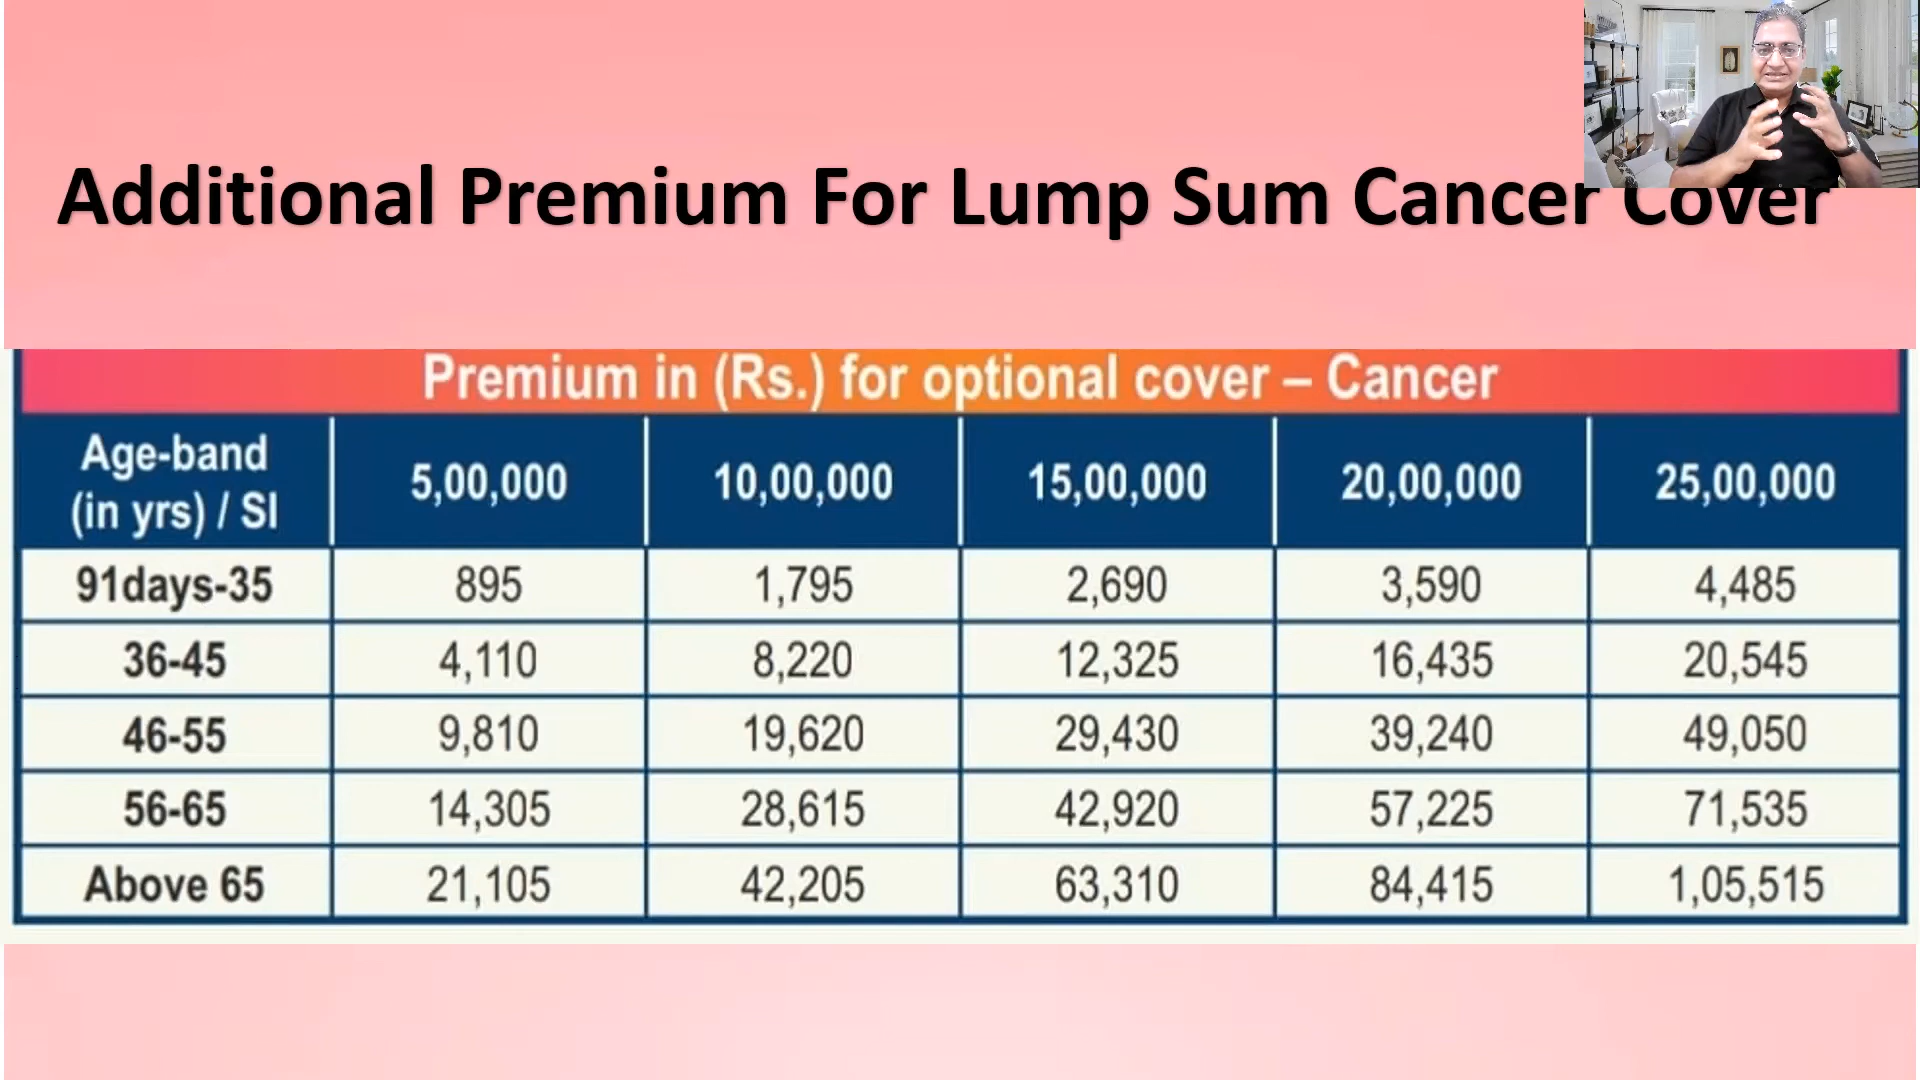 Additional Premium For Lump Sum Cancer Cover
Premium in (Rs.) for optional cover – Cancer
Age-band
(in yrs) / SI 5,00,000 10,00,000 15,00,000 20,00,000 25,00,000
91days-35 895 1,795 2,690 3,590 4,485
36-45 4,110 8,220 12,325 16,435 20,545
46-55 9,810 19,620 29,430 39,240 49,050
56-65 14,305 28,615 42,920 57,225 71,535
Above 65 21,105 42,205 63,310 84,415 1,05,515